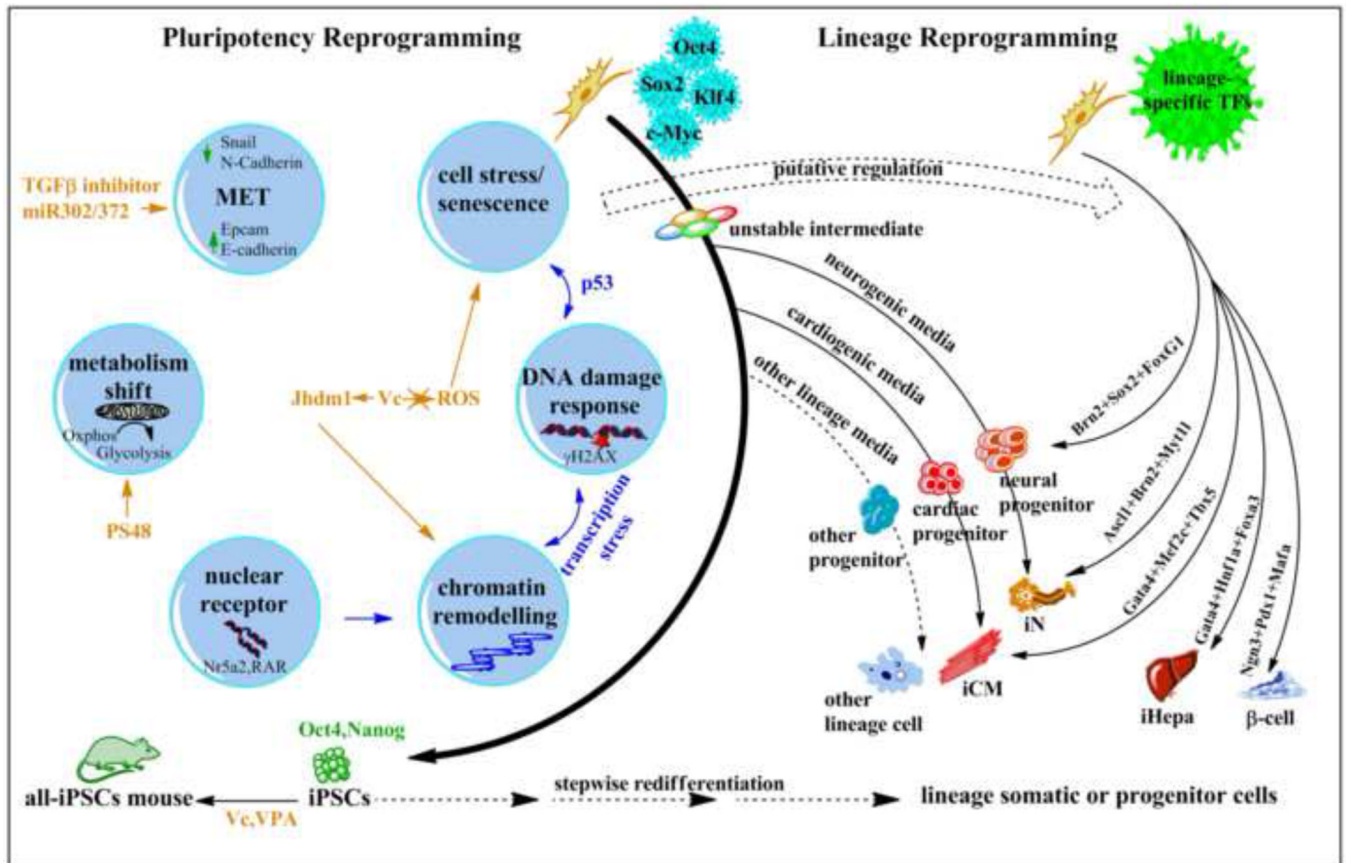 Pluripotency Reprogramming
Lineage Reprogramming
Oct4
Sox2
Klf4
c-Myc
lineage-
specific TFs
Snail
N-Cadherin
MET
Epcam
E-cadherin
TGFβ inhibitor
miR302/372
cell stress/
senescence
putative regulation
unstable intermediate
p53
neurogenic media
cardiogenic media
other lineage media
metabolism
shift
Oxphos
Glycolysis
PS48
Jhdm1
Vc
ROS
DNA damage
response
γH2AX
transcription
stress
nuclear
receptor
Nr5a2,RAR
chromatin
remodelling
Brn2+Sox2+FoxG1
Ascl1+Brn2+Myt1l
Gata4+Mef2c+Tbx5
Gata4+Hnf1a+Foxa3
Ngn3+Pdx1+Mafa
neural
progenitor
cardiac
progenitor
other
progenitor
iN
iCM
other
lineage cell
iHepa
β-cell
Oct4,Nanog
iPSCs
all-iPSCs mouse
Vc,VPA
stepwise redifferentiation
lineage somatic or progenitor cells